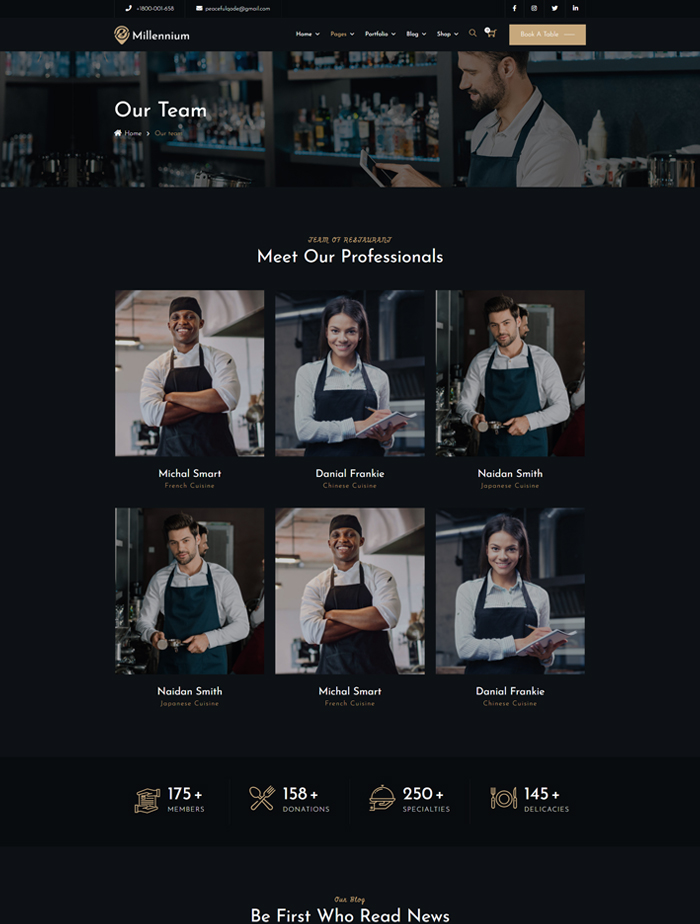 +1800-001-658 peacefulqode@gmail.com
Millennium
Home Pages Portfolio Blog Shop 0 Book A Table
Our Team
Home Our team
TEAM OF RESTAURANT
Meet Our Professionals
Michal Smart Danial Frankie Naidan Smith
French Cuisine Chinese Cuisine Japanese Cuisine
Naidan Smith Michal Smart Danial Frankie
Japanese Cuisine French Cuisine Chinese Cuisine
175+ 158+ 250+ 145+
MEMBERS DONATIONS SPECIALTIES DELICACIES
Our Blog
Be First Who Read News